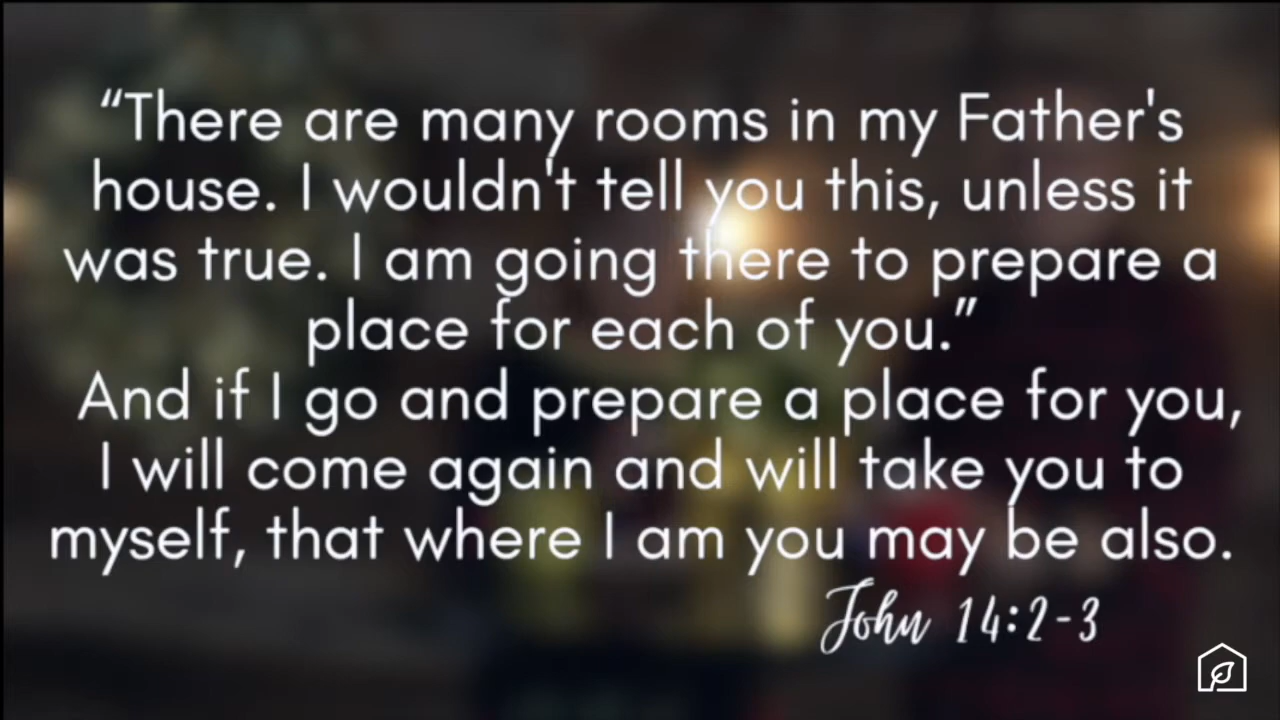 “There are many rooms in my Father's
house. I wouldn't tell you this, unless it
was true. I am going there to prepare a
place for each of you.”
And if I go and prepare a place for you,
I will come again and will take you to
myself, that where I am you may be also.
John 14:2-3